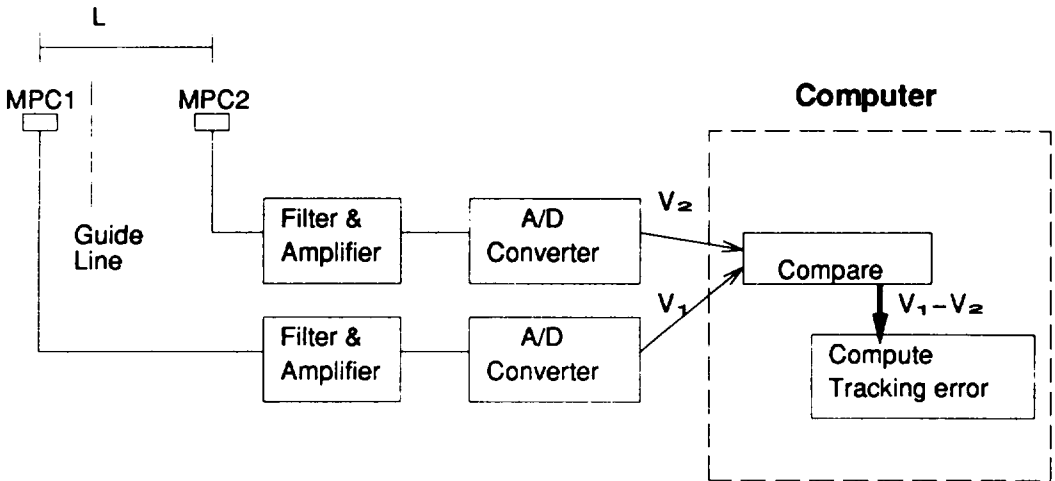 L
MPC1
MPC2
Computer
Guide
Line
Filter &
Amplifier
A/D
Converter
V₂
Compare
V₁
V₁-V₂
Filter &
Amplifier
A/D
Converter
Compute
Tracking error